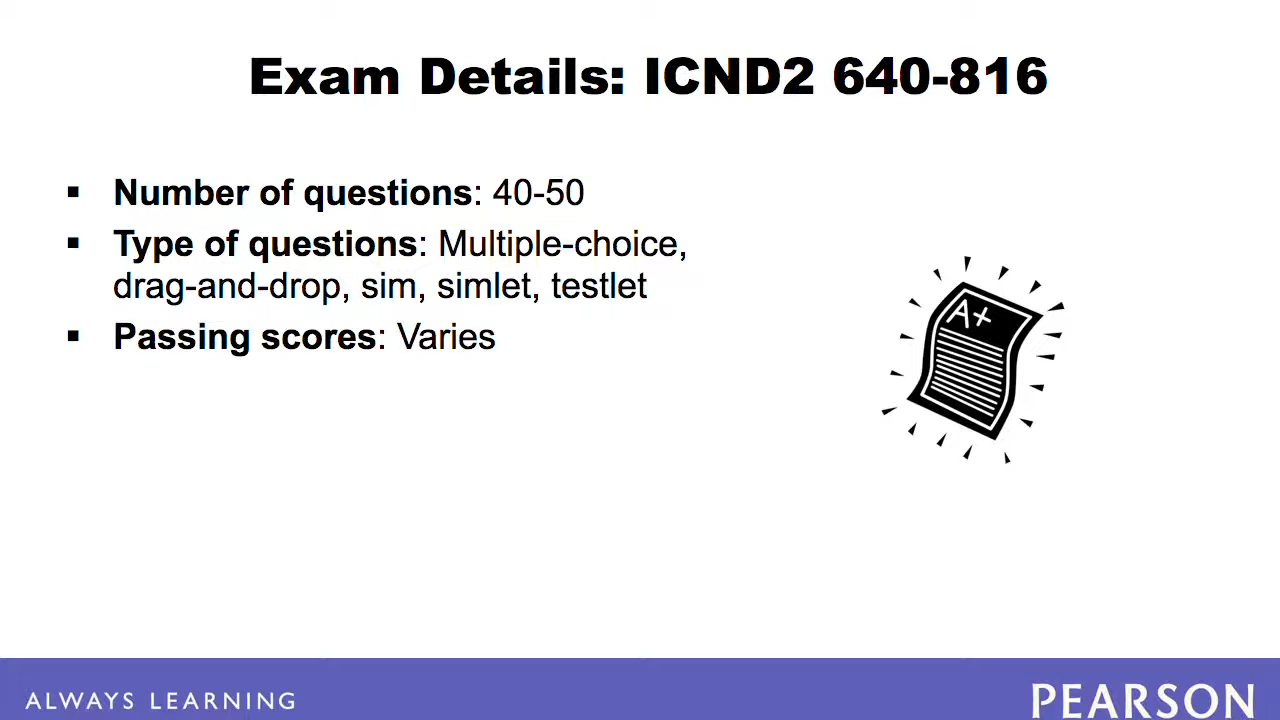 Exam Details: ICND2 640-816
▪ Number of questions: 40-50
▪ Type of questions: Multiple-choice,
drag-and-drop, sim, simlet, testlet
▪ Passing scores: Varies
A+
ALWAYS LEARNING
PEARSON